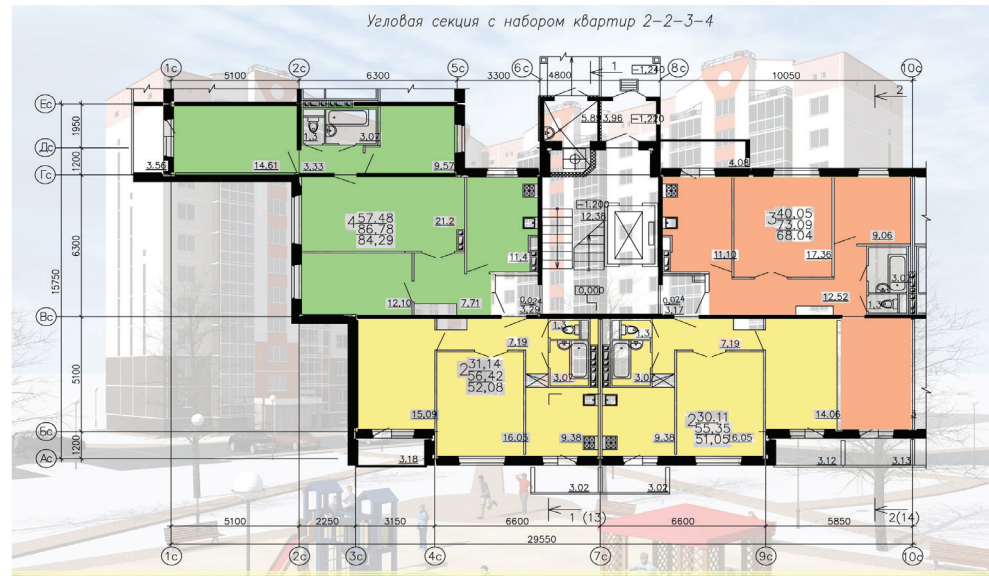 Угловая секция с набором квартир 2-2-3-4
1с 2с 5с 6с 8с 10с
5100 6300 3300 4800 10050
1 -1,240 2
Ес
1950
Дс
1200
Гс
6300
15750
Вс
5100
Бс
1200
Ас
3.56 14.61 1.3 3.33 3.07 9.57
5.89 3.96 -1,220
4.08
4 57.48
86.78
84.29
21.2
11.4
12.10 7.71
-1,200
12.38
0,000
0,024
3.29
0,024
3.17
3 40.05
73.09
68.04
11.10 17.36 9.06
3.07
1.3
12.52
7.19 1.3 1.3 7.19
2 31,14
56,42
52,08
3.07
15.09 16.05 9.38
2 30.11
55.35
51.05
9.38 16.05 14.06
3.18 3.02 3.02 3.12 3.13
1 (13) 2(14)
5100 2250 3150 6600 6600 5850
29550
1с 2с 3с 4с 7с 9с 10с